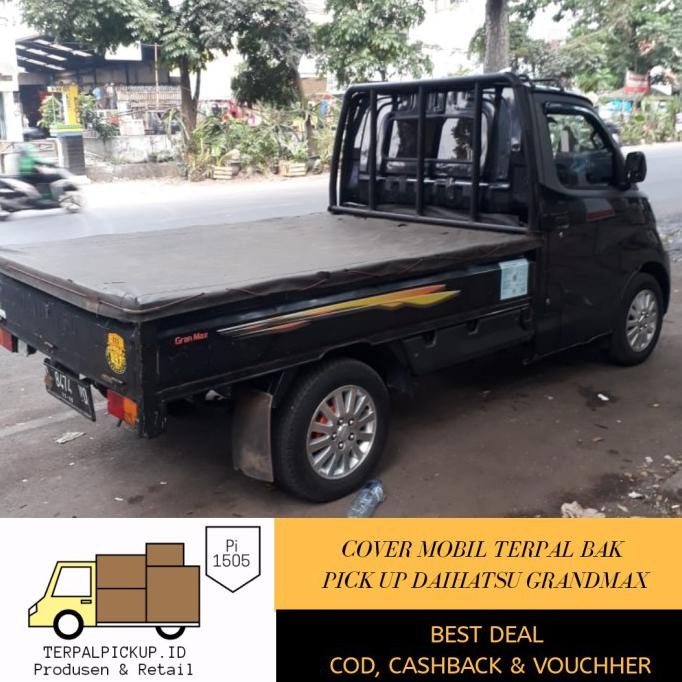 Gran Max
B 8474
Pi
1505
TERPALPICKUP.ID
Produsen & Retail
COVER MOBIL TERPAL BAK
PICK UP DAIHATSU GRANDMAX
BEST DEAL
COD, CASHBACK & VOUCHHER